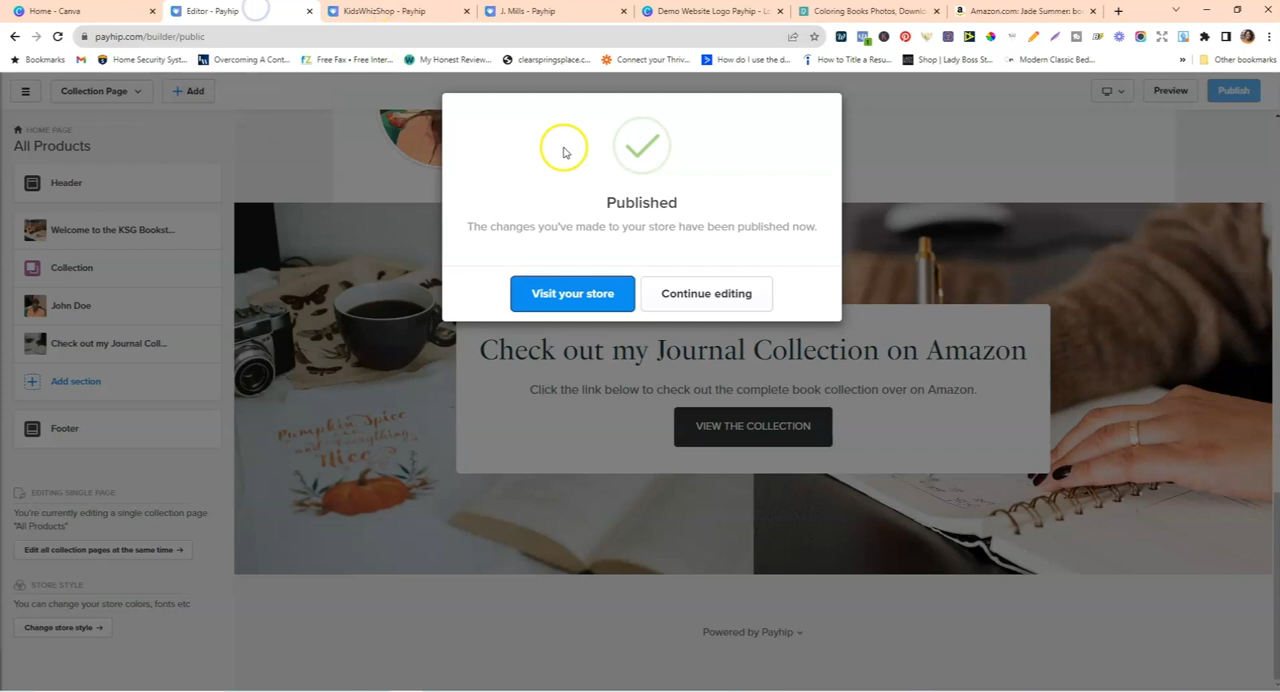 Home - Canva
Editor - Payhip
KidsWhizShop - Payhip
J. Mills - Payhip
Demo Website Logo Payhip - Lo
Coloring Books Photos, Downlo
Amazon.com: Jade Summer: bo
payhip.com/builder/public
Bookmarks
Home Security Syst...
Overcoming A Cont...
Free Fax • Free Inter...
My Honest Review...
clearspringsplace.c...
Connect your Thriv...
How do I use the d...
How to Title a Resu...
Shop | Lady Boss St...
Modern Classic Bed...
»
Other bookmarks
Collection Page
+ Add
Preview
Publish
HOME PAGE
All Products
Header
Welcome to the KSG Bookst...
Collection
John Doe
Check out my Journal Coll...
Add section
Footer
EDITING SINGLE PAGE
You're currently editing a single collection page
"All Products"
Edit all collection pages at the same time →
STORE STYLE
You can change your store colors, fonts etc
Change store style →
Published
The changes you've made to your store have been published now.
Visit your store
Continue editing
Check out my Journal Collection on Amazon
Click the link below to check out the complete book collection over on Amazon.
VIEW THE COLLECTION
Pumpkin Spice
and Everything
Nice
Powered by Payhip